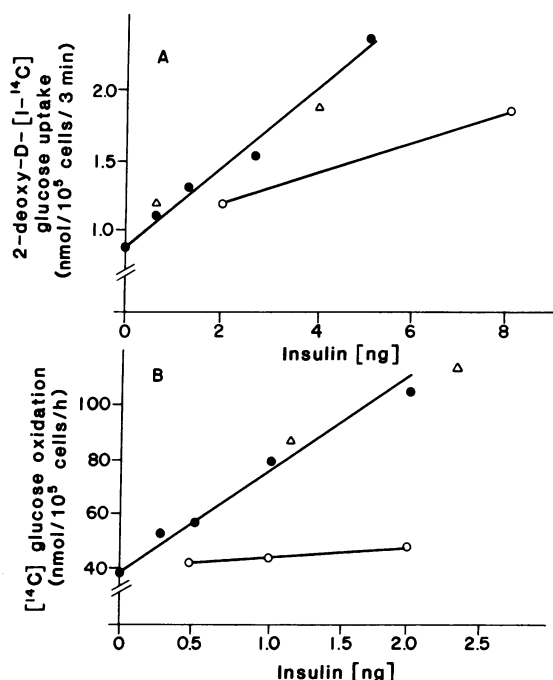 A
2-deoxy-D-[1-¹⁴C]
glucose uptake
(nmol/10⁵ cells/3 min)
2.0
1.5
1.0
0 2 4 6 8
Insulin [ng]
B
[¹⁴C] glucose oxidation
(nmol/10⁵ cells/h)
100
80
60
40
0 0.5 1.0 1.5 2.0 2.5
Insulin [ng]